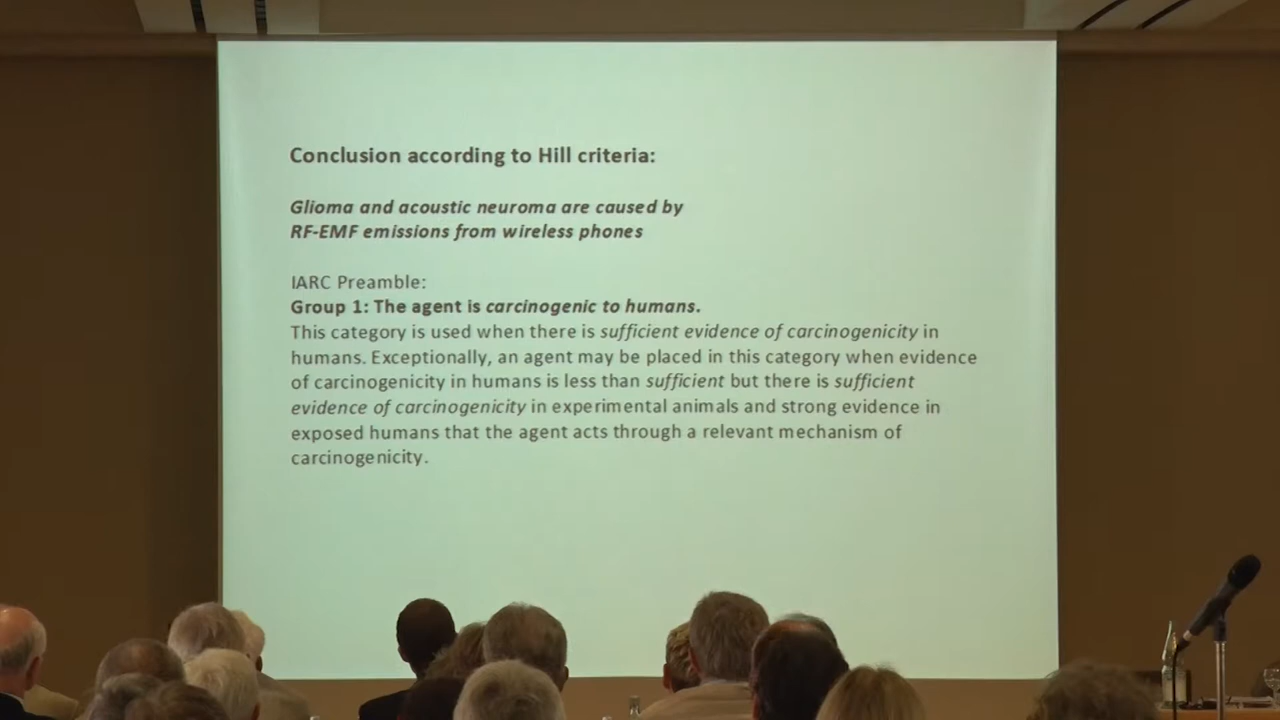 Conclusion according to Hill criteria:
Glioma and acoustic neuroma are caused by
RF-EMF emissions from wireless phones
IARC Preamble:
Group 1: The agent is carcinogenic to humans.
This category is used when there is sufficient evidence of carcinogenicity in
humans. Exceptionally, an agent may be placed in this category when evidence
of carcinogenicity in humans is less than sufficient but there is sufficient
evidence of carcinogenicity in experimental animals and strong evidence in
exposed humans that the agent acts through a relevant mechanism of
carcinogenicity.